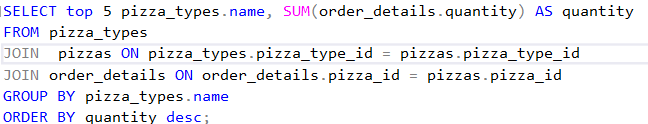 SELECT top 5 pizza_types.name, SUM(order_details.quantity) AS quantity
FROM pizza_types
JOIN  pizzas ON pizza_types.pizza_type_id = pizzas.pizza_type_id
JOIN order_details ON order_details.pizza_id = pizzas.pizza_id
GROUP BY pizza_types.name
ORDER BY quantity desc;